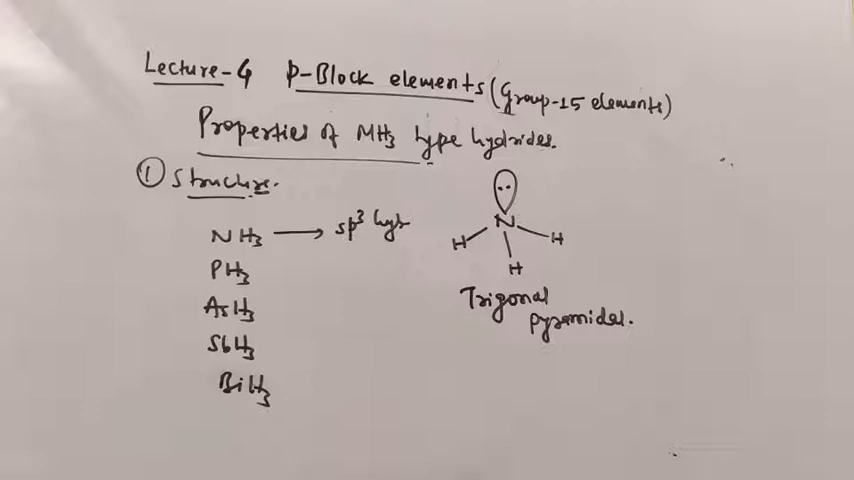 Lecture-4 p-Block elements (Group-15 elements)
Properties of MH3 type hydrides.
① Structure.
NH3 → sp³ hyb
PH3
AsH3
SbH3
BiH3
N
H H
H
Trigonal
pyramidal.